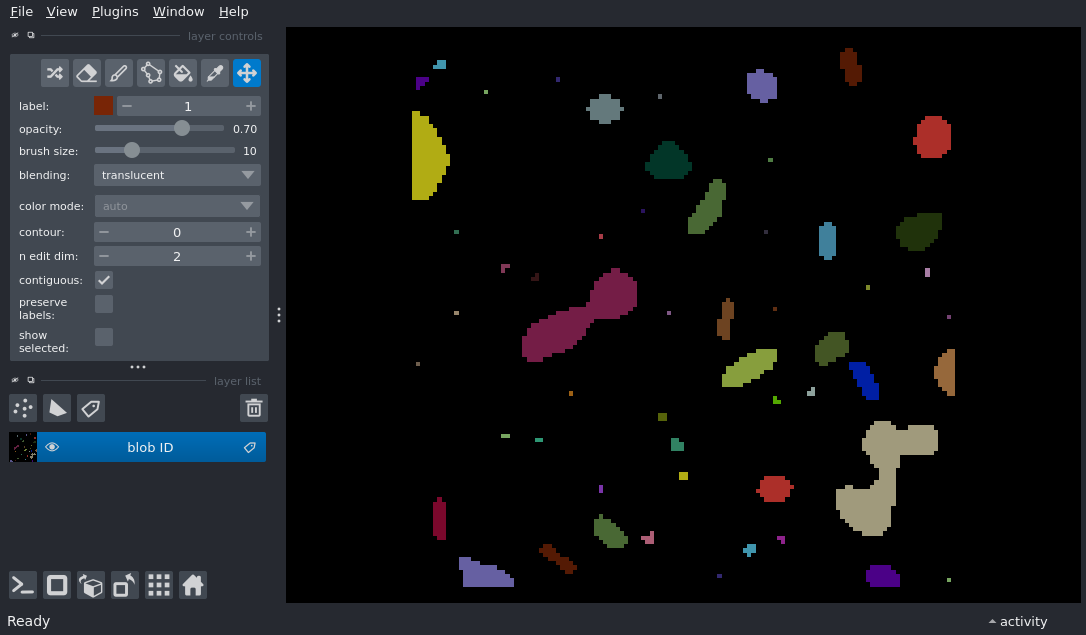 File View Plugins Window Help
layer controls
label: 1
opacity: 0.70
brush size: 10
blending: translucent
color mode: auto
contour: 0
n edit dim: 2
contiguous:
preserve
labels:
show
selected:
layer list
blob ID
Ready activity